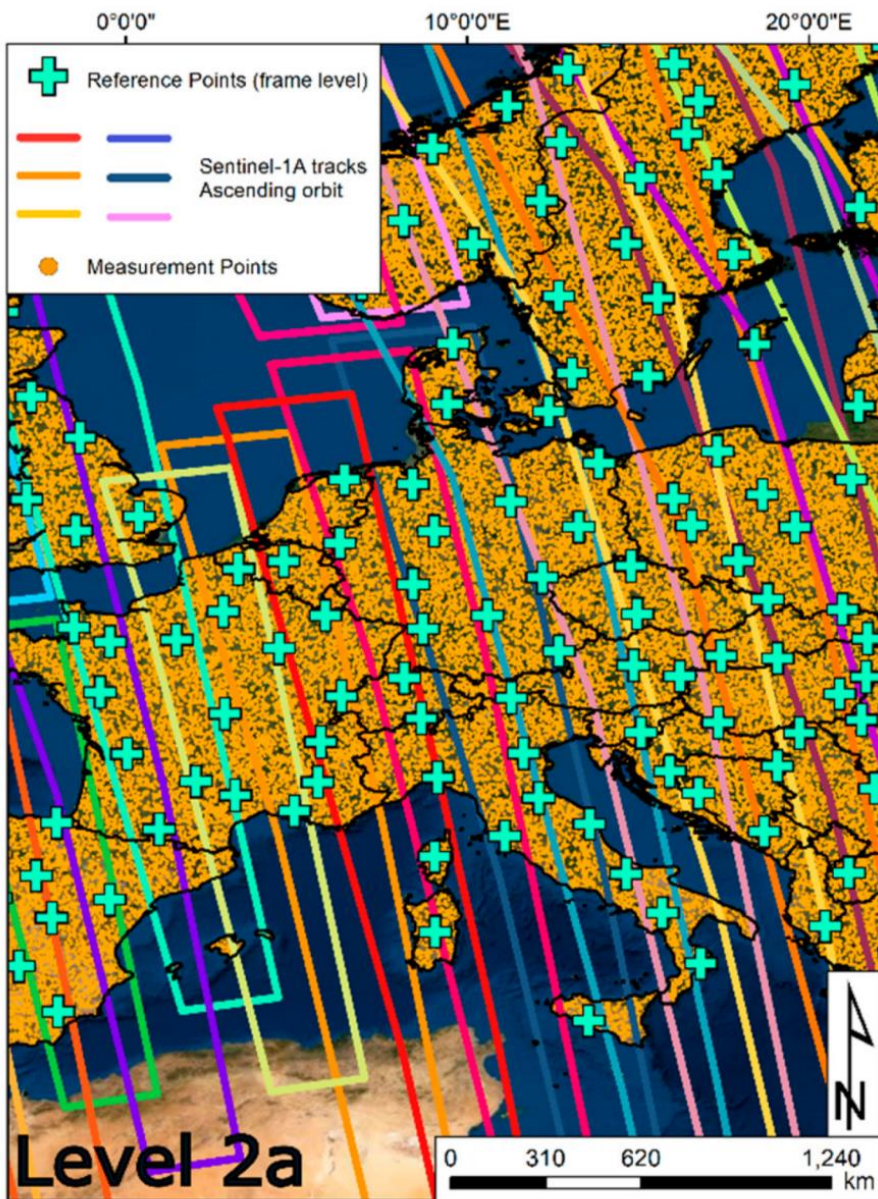 0°0'0" 10°0'0"E 20°0'0"E
Reference Points (frame level)
Sentinel-1A tracks
Ascending orbit
Measurement Points
N
Level 2a
0 310 620 1,240
km